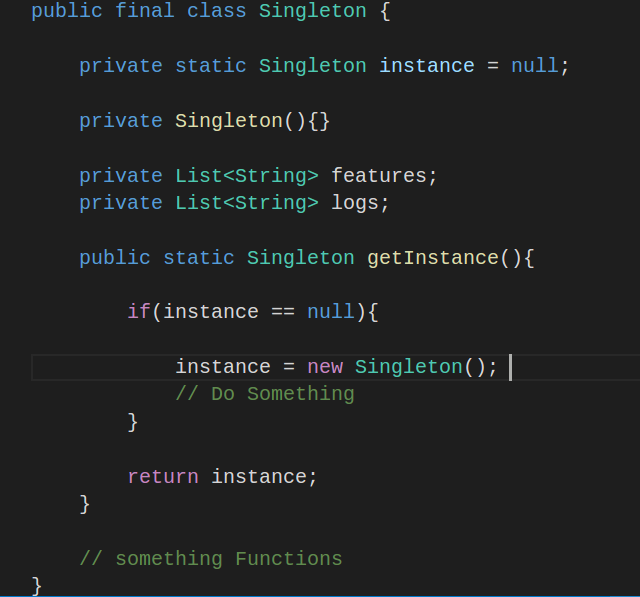 public final class Singleton {
private static Singleton instance = null;
private Singleton(){}
private List<String> features;
private List<String> logs;
public static Singleton getInstance(){
if(instance == null){
instance = new Singleton();
// Do Something
}
return instance;
}
// something Functions
}